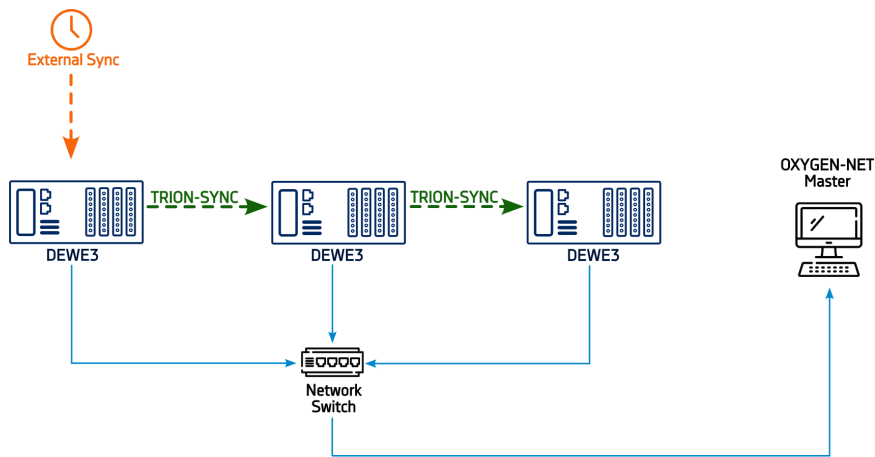 External Sync
TRION-SYNC
TRION-SYNC
OXYGEN-NET
Master
DEWE3
DEWE3
DEWE3
Network
Switch